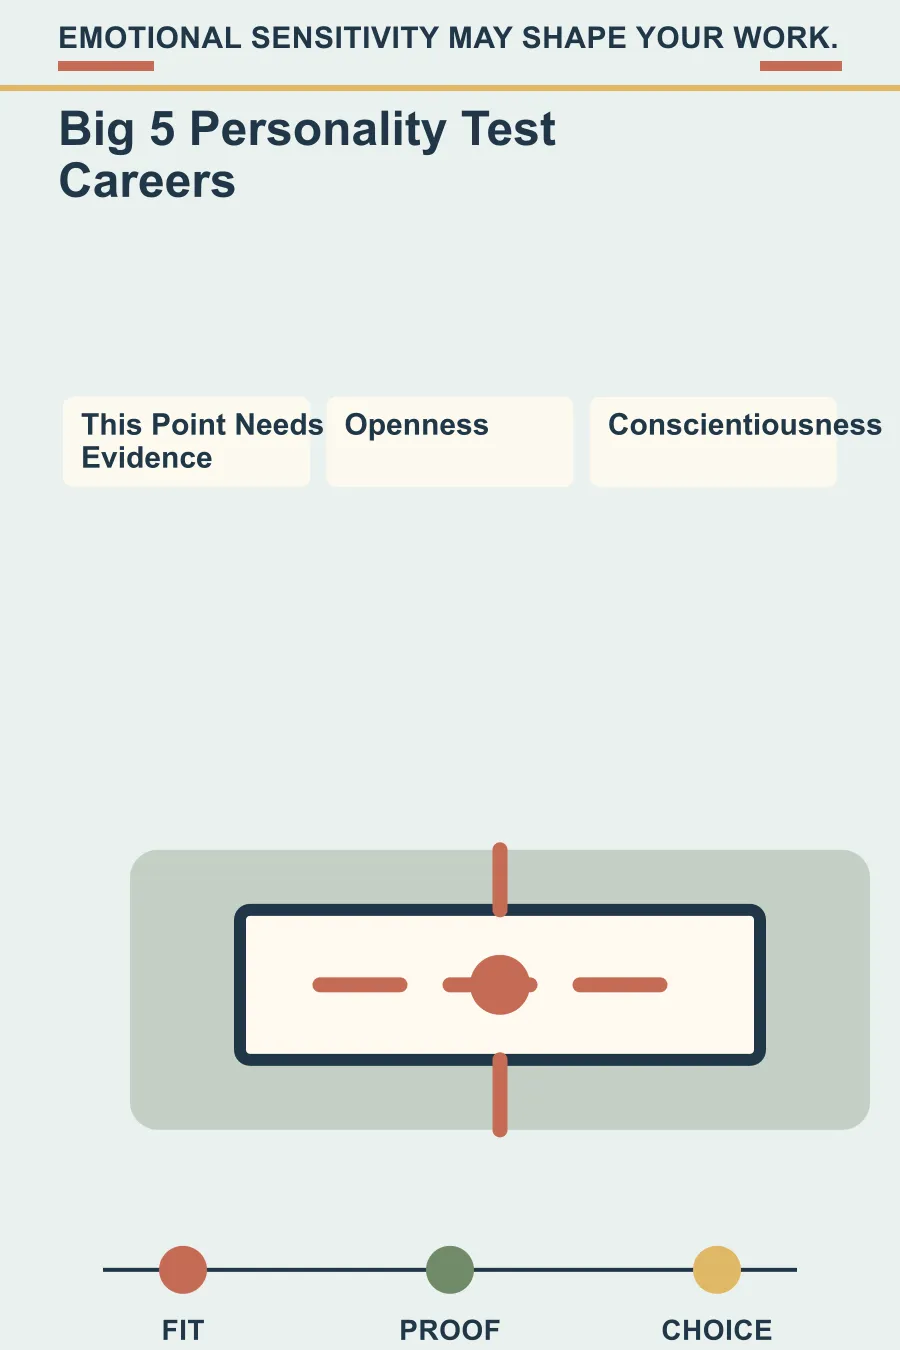 EMOTIONAL SENSITIVITY MAY SHAPE YOUR WORK.
Big 5 Personality Test
Careers
This Point Needs
Evidence
Openness
Conscientiousness
FIT
PROOF
CHOICE